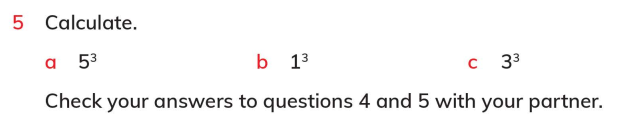 5 Calculate.
a 5³ b 1³ c 3³
Check your answers to questions 4 and 5 with your partner.